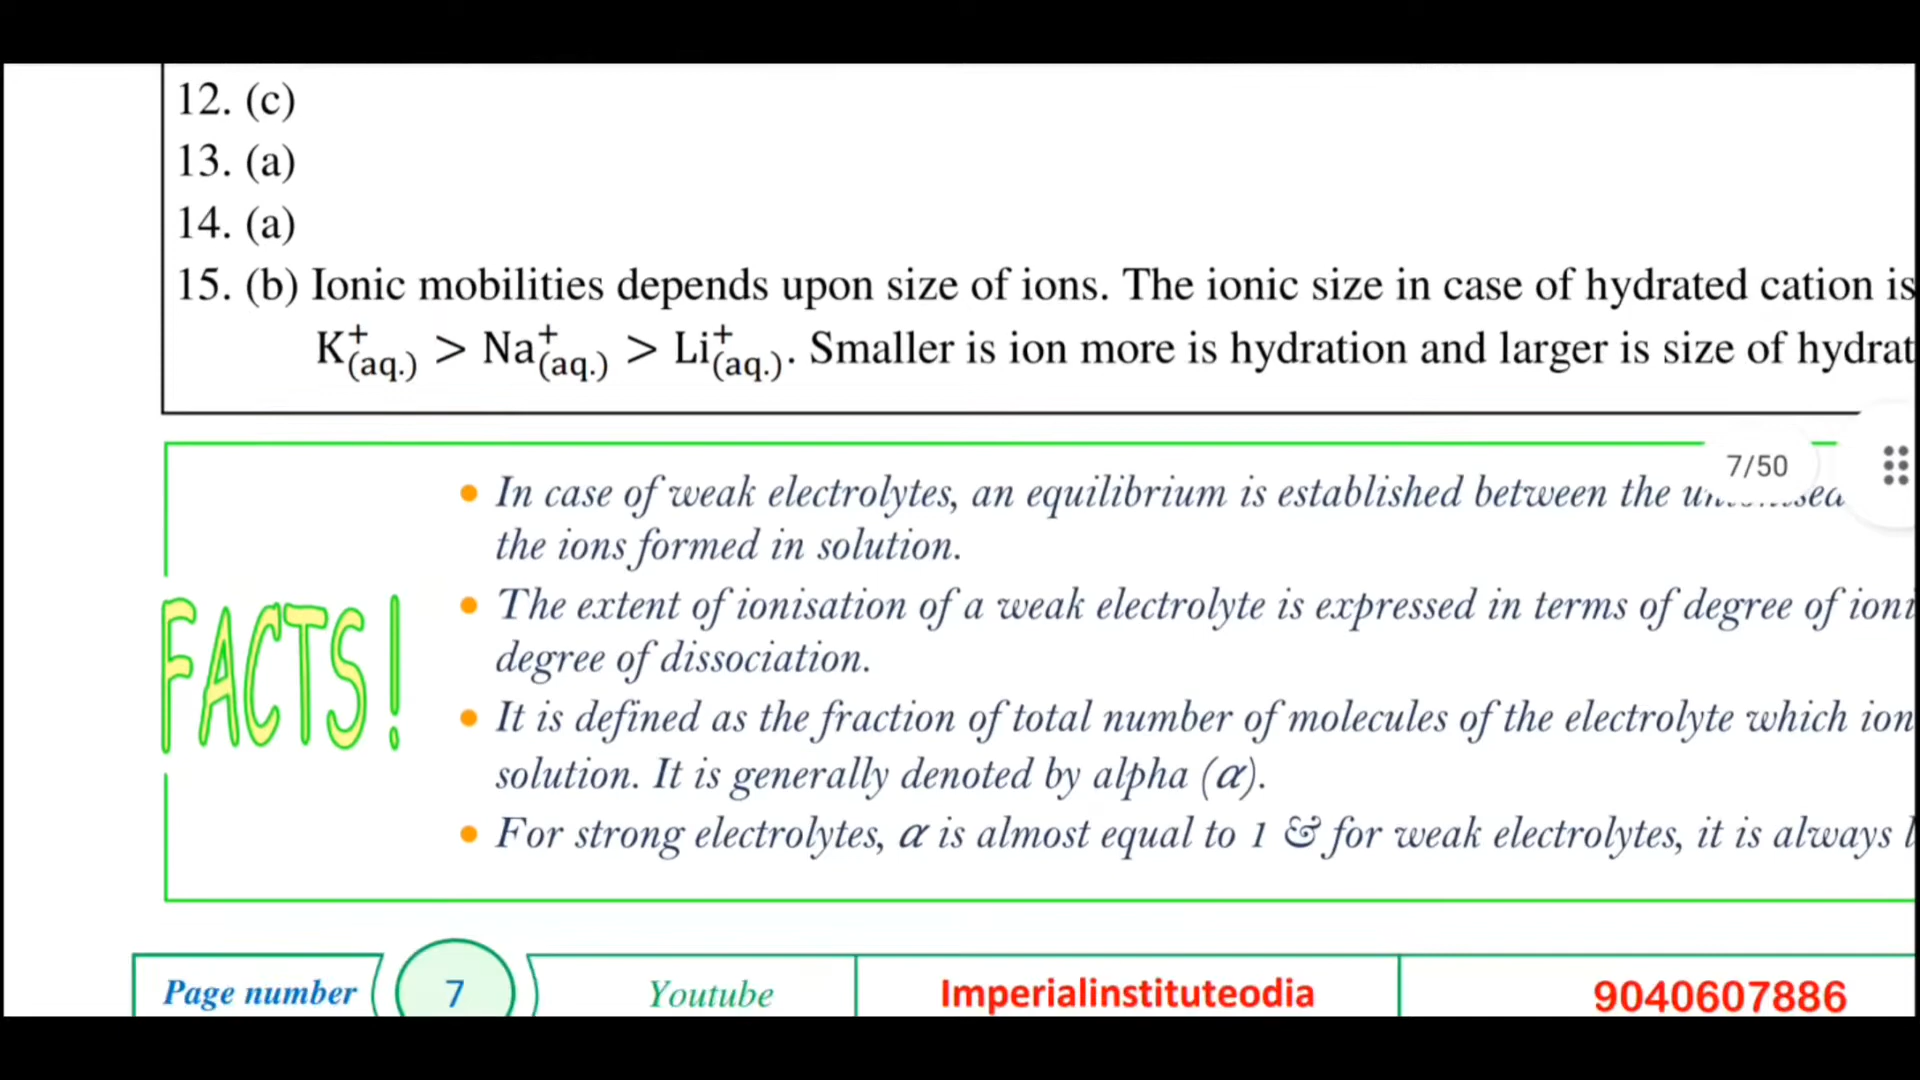 12. (c)
13. (a)
14. (a)
15. (b) Ionic mobilities depends upon size of ions. The ionic size in case of hydrated cation is
K⁺(aq.) > Na⁺(aq.) > Li⁺(aq.). Smaller is ion more is hydration and larger is size of hydrat
7/50
• In case of weak electrolytes, an equilibrium is established between the
the ions formed in solution.
• The extent of ionisation of a weak electrolyte is expressed in terms of degree of ioni
degree of dissociation.
FACTS!
• It is defined as the fraction of total number of molecules of the electrolyte which ion
solution. It is generally denoted by alpha (α).
• For strong electrolytes, α is almost equal to 1 & for weak electrolytes, it is always l
Page number 7 Youtube Imperialinstituteodia 9040607886